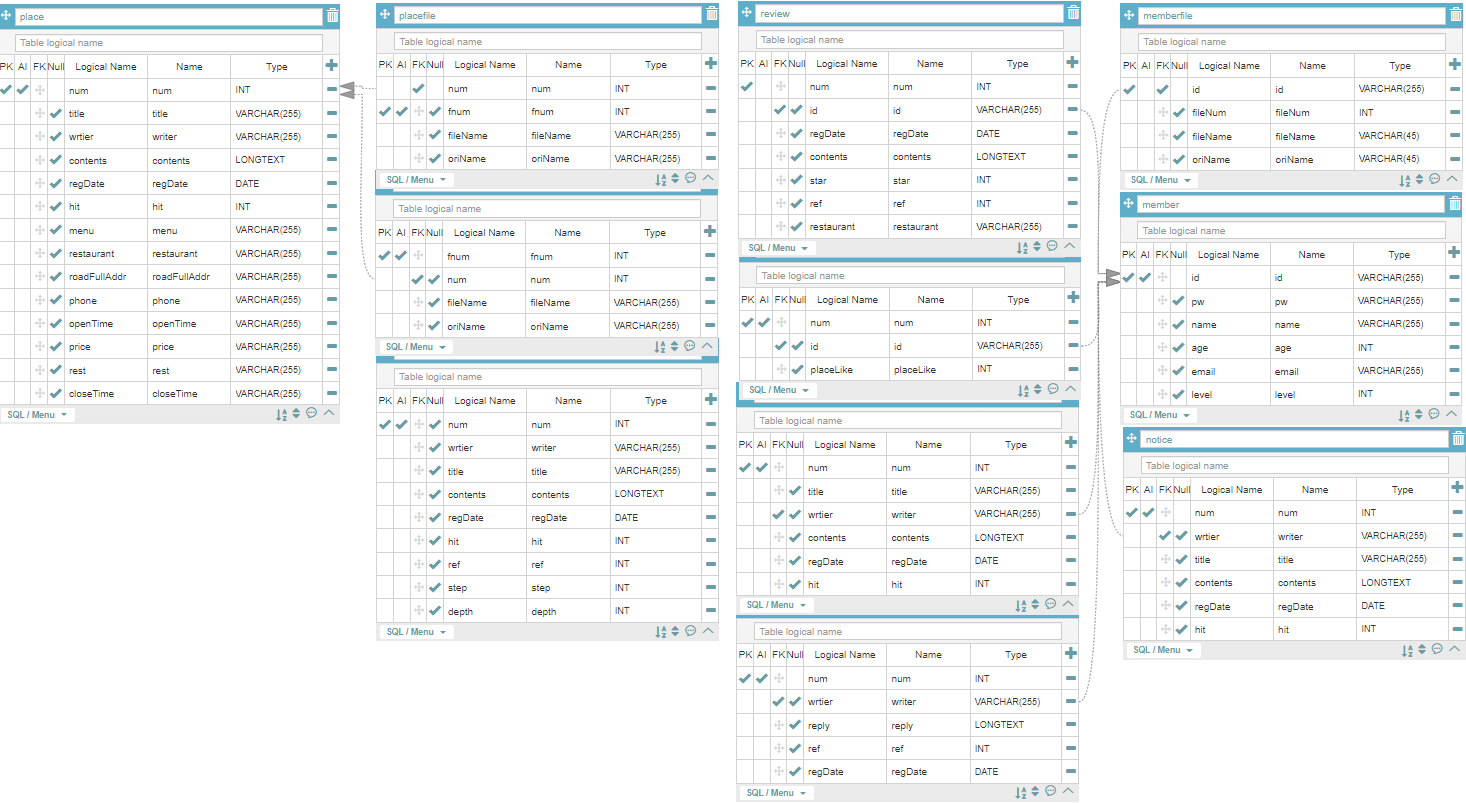 place
Table logical name
PK AI FK Null Logical Name Name Type
num num INT
title title VARCHAR(255)
wrtier writer VARCHAR(255)
contents contents LONGTEXT
regDate regDate DATE
hit hit INT
menu menu VARCHAR(255)
restaurant restaurant VARCHAR(255)
roadFullAddr roadFullAddr VARCHAR(255)
phone phone VARCHAR(255)
openTime openTime VARCHAR(255)
price price VARCHAR(255)
rest rest VARCHAR(255)
closeTime closeTime VARCHAR(255)
SQL / Menu
placefile
Table logical name
PK AI FK Null Logical Name Name Type
num num INT
fnum fnum INT
fileName fileName VARCHAR(255)
oriName oriName VARCHAR(255)
SQL / Menu
Table logical name
PK AI FK Null Logical Name Name Type
fnum fnum INT
num num INT
fileName fileName VARCHAR(255)
oriName oriName VARCHAR(255)
SQL / Menu
Table logical name
PK AI FK Null Logical Name Name Type
num num INT
wrtier writer VARCHAR(255)
title title VARCHAR(255)
contents contents LONGTEXT
regDate regDate DATE
hit hit INT
ref ref INT
step step INT
depth depth INT
SQL / Menu
review
Table logical name
PK AI FK Null Logical Name Name Type
num num INT
id id VARCHAR(255)
regDate regDate DATE
contents contents LONGTEXT
star star INT
ref ref INT
restaurant restaurant VARCHAR(255)
SQL / Menu
Table logical name
PK AI FK Null Logical Name Name Type
num num INT
id id VARCHAR(255)
placeLike placeLike INT
SQL / Menu
Table logical name
PK AI FK Null Logical Name Name Type
num num INT
title title VARCHAR(255)
wrtier writer VARCHAR(255)
contents contents LONGTEXT
regDate regDate DATE
hit hit INT
SQL / Menu
Table logical name
PK AI FK Null Logical Name Name Type
num num INT
wrtier writer VARCHAR(255)
reply reply LONGTEXT
ref ref INT
regDate regDate DATE
SQL / Menu
memberfile
Table logical name
PK AI FK Null Logical Name Name Type
id id VARCHAR(255)
fileNum fileNum INT
fileName fileName VARCHAR(45)
oriName oriName VARCHAR(45)
SQL / Menu
member
Table logical name
PK AI FK Null Logical Name Name Type
id id VARCHAR(255)
pw pw VARCHAR(255)
name name VARCHAR(255)
age age INT
email email VARCHAR(255)
level level INT
SQL / Menu
notice
Table logical name
PK AI FK Null Logical Name Name Type
num num INT
wrtier writer VARCHAR(255)
title title VARCHAR(255)
contents contents LONGTEXT
regDate regDate DATE
hit hit INT
SQL / Menu